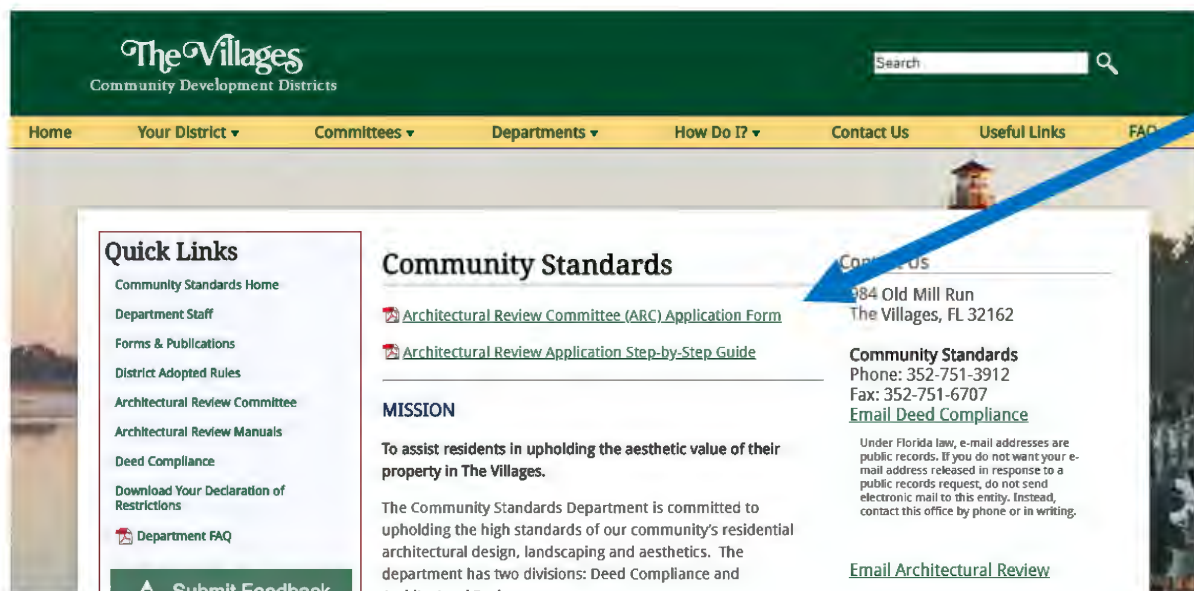 The Villages
Community Development Districts
Search
Home
Your District
Committees
Departments
How Do I?
Contact Us
Useful Links
FAQ
Quick Links
Community Standards Home
Department Staff
Forms & Publications
District Adopted Rules
Architectural Review Committee
Architectural Review Manuals
Deed Compliance
Download Your Declaration of
Restrictions
Department FAQ
Submit Feedback
Community Standards
Architectural Review Committee (ARC) Application Form
Architectural Review Application Step-by-Step Guide
MISSION
To assist residents in upholding the aesthetic value of their
property in The Villages.
The Community Standards Department is committed to
upholding the high standards of our community's residential
architectural design, landscaping and aesthetics. The
department has two divisions: Deed Compliance and
Contact Us
984 Old Mill Run
The Villages, FL 32162
Community Standards
Phone: 352-751-3912
Fax: 352-751-6707
Email Deed Compliance
Under Florida law, e-mail addresses are
public records. If you do not want your e-
mail address released in response to a
public records request, do not send
electronic mail to this entity. Instead,
contact this office by phone or in writing.
Email Architectural Review